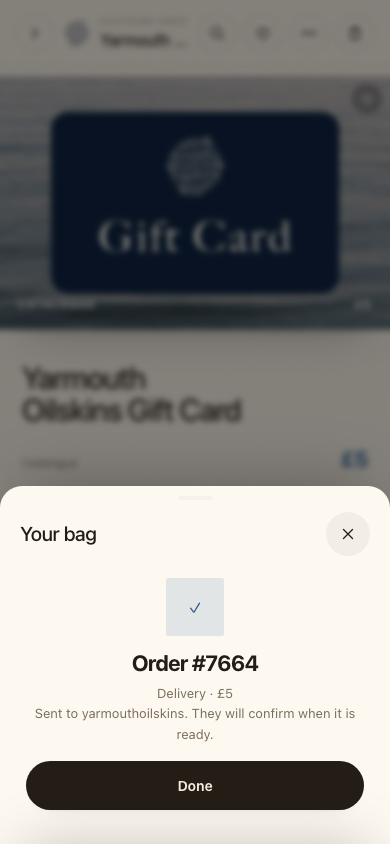 Yarmouth ...
Gift Card
Yarmouth
Oilskins Gift Card
£5
Your bag
Order #7664
Delivery · £5
Sent to yarmouthoilskins. They will confirm when it is
ready.
Done